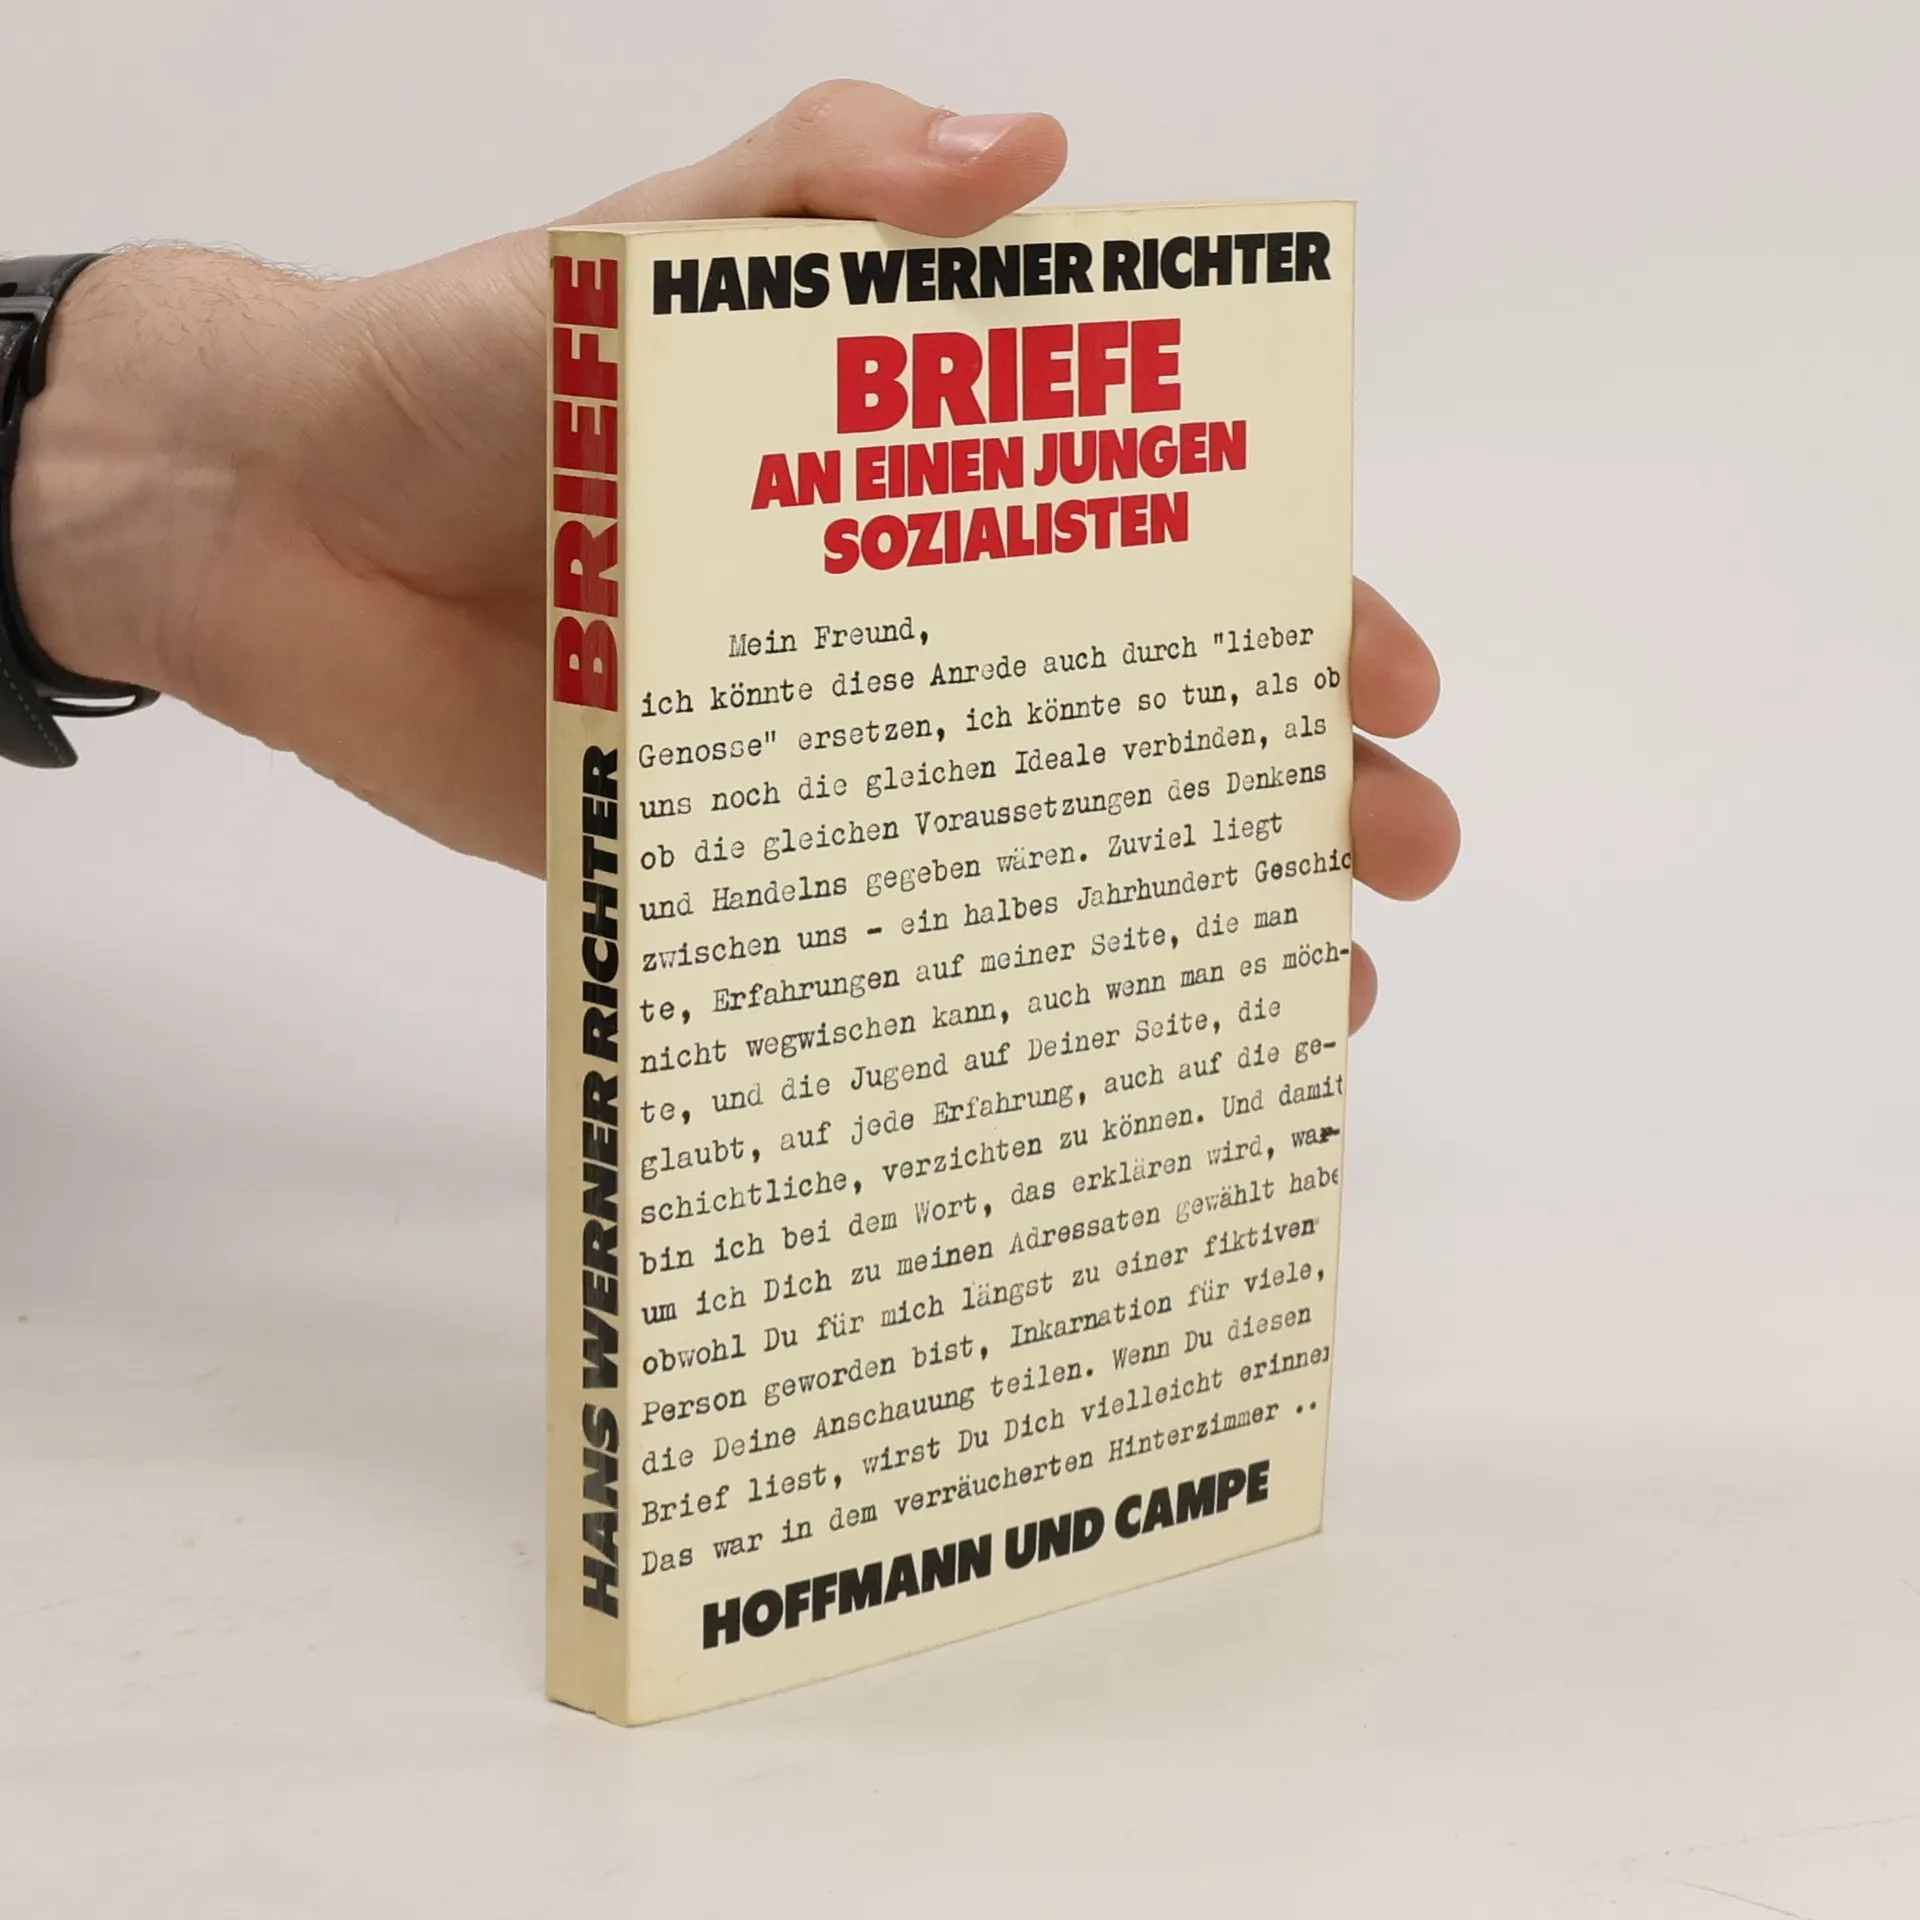 BRIEFE
HANS WERNER RICHTER
HANS WERNER RICHTER
BRIEFE
AN EINEN JUNGEN
SOZIALISTEN
Mein Freund,
ich könnte diese Anrede auch durch "lieber
Genosse" ersetzen, ich könnte so tun, als ob
uns noch die gleichen Ideale verbinden, als
ob die gleichen Voraussetzungen des Denkens
und Handelns gegeben wären. Zuviel liegt
zwischen uns - ein halbes Jahrhundert Geschic
te, Erfahrungen auf meiner Seite, die man
nicht wegwischen kann, auch wenn man es möch-
te, und die Jugend auf Deiner Seite, die
glaubt, auf jede Erfahrung, auch auf die ge-
schichtliche, verzichten zu können. Und damit
bin ich bei dem Wort, das erklären wird, war-
um ich Dich zu meinen Adressaten gewählt habe
obwohl Du für mich längst zu einer fiktiven
Person geworden bist, Inkarnation für viele,
die Deine Anschauung teilen. Wenn Du diesen
Brief liest, wirst Du Dich vielleicht erinner
Das war in dem verräucherten Hinterzimmer ..
HOFFMANN UND CAMPE